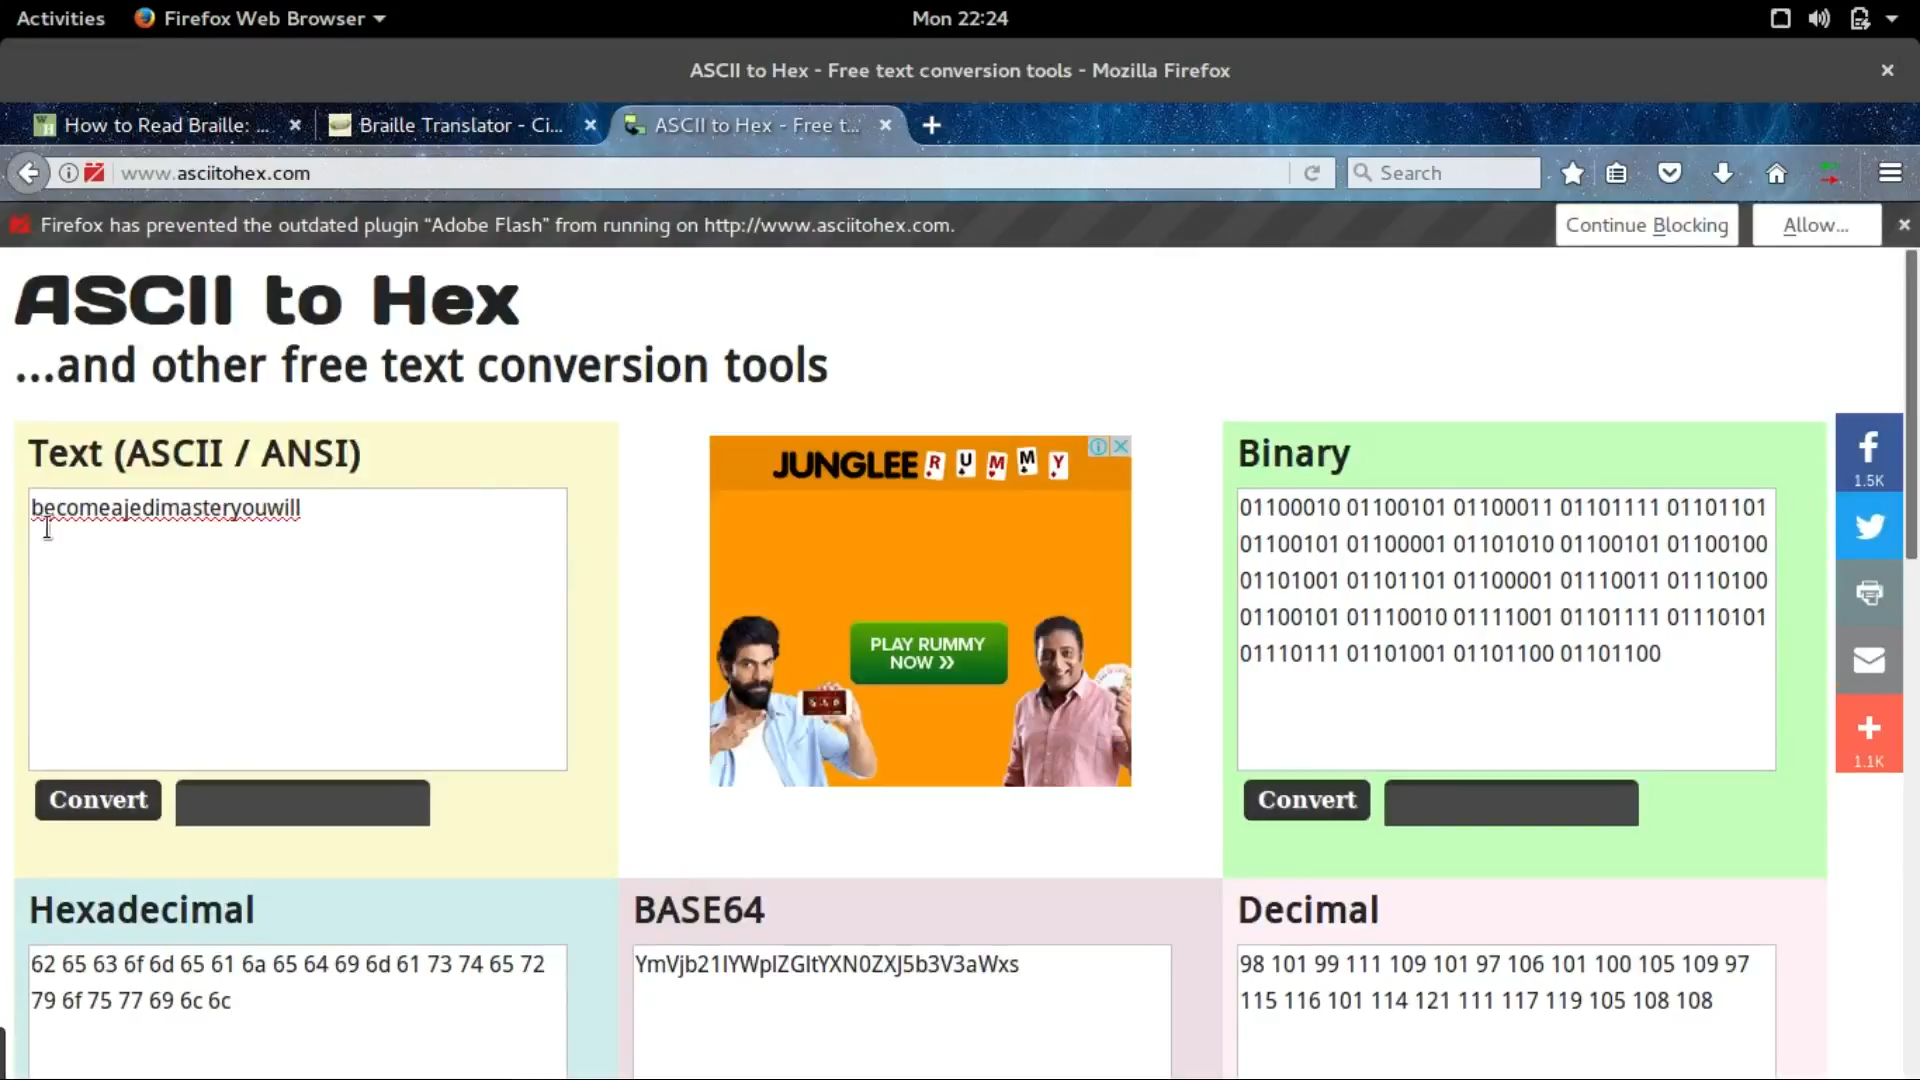 Activities Firefox Web Browser Mon 22:24
ASCII to Hex - Free text conversion tools - Mozilla Firefox
How to Read Braille: ... Braille Translator - Ci... ASCII to Hex - Free t...
www.asciitohex.com Search
Firefox has prevented the outdated plugin “Adobe Flash” from running on http://www.asciitohex.com. Continue Blocking Allow...
ASCII to Hex
...and other free text conversion tools
Text (ASCII / ANSI)
becomeajedimasteryouwill
Convert
JUNGLEE RUMMY
PLAY RUMMY
NOW »
Binary
01100010 01100101 01100011 01101111 01101101
01100101 01100001 01101010 01100101 01100100
01101001 01101101 01100001 01110011 01110100
01100101 01110010 01111001 01101111 01110101
01110111 01101001 01101100 01101100
Convert
1.5K
1.1K
Hexadecimal
62 65 63 6f 6d 65 61 6a 65 64 69 6d 61 73 74 65 72
79 6f 75 77 69 6c 6c
BASE64
YmVjb21lYWplZGltYXN0ZXJ5b3V3aWxs
Decimal
98 101 99 111 109 101 97 106 101 100 105 109 97
115 116 101 114 121 111 117 119 105 108 108